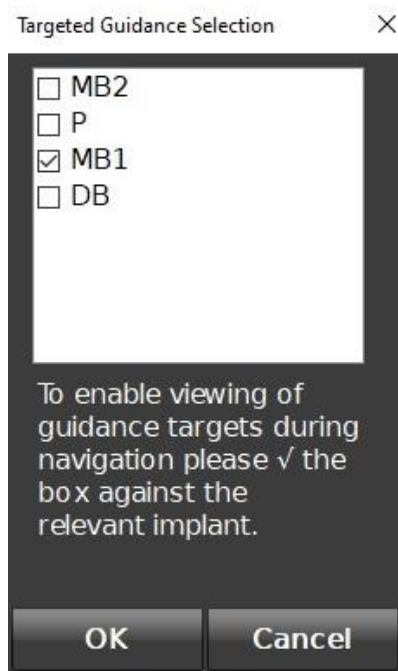 Targeted Guidance Selection
MB2
P
MB1
DB
To enable viewing of
guidance targets during
navigation please √ the
box against the
relevant implant.
OK Cancel